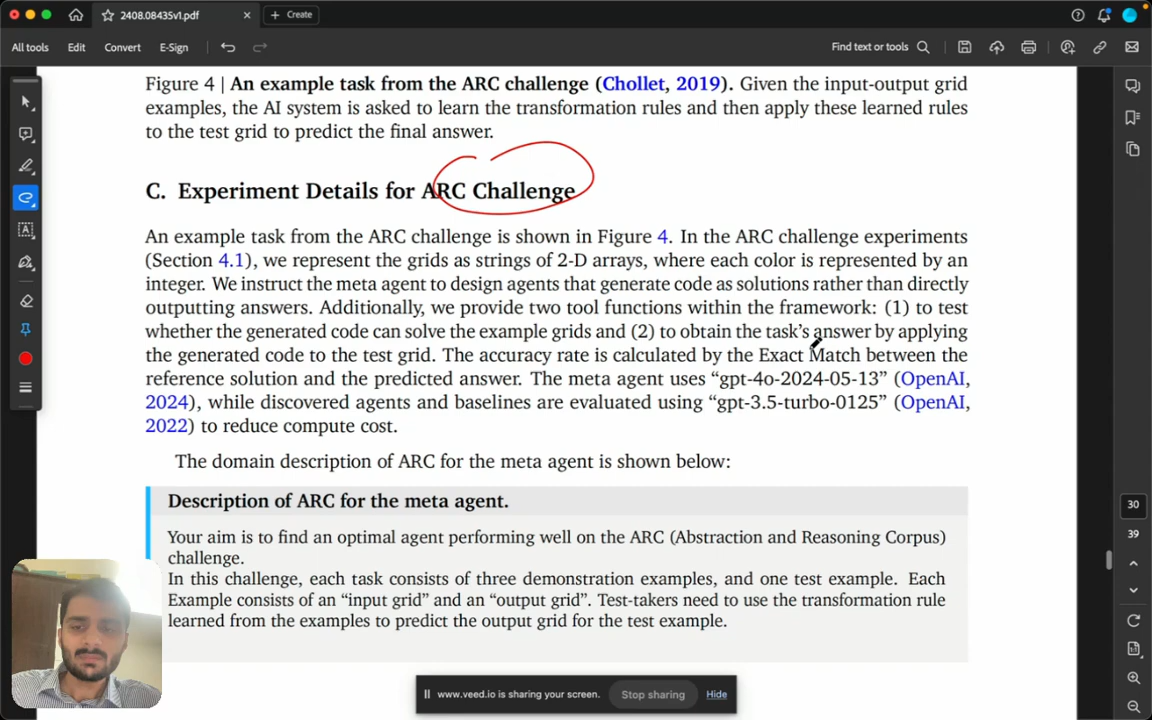 2408.08435v1.pdf
Create
All tools
Edit
Convert
E-Sign
Find text or tools
Figure 4 | An example task from the ARC challenge (Chollet, 2019). Given the input-output grid
examples, the AI system is asked to learn the transformation rules and then apply these learned rules
to the test grid to predict the final answer.
C. Experiment Details for ARC Challenge
An example task from the ARC challenge is shown in Figure 4. In the ARC challenge experiments
(Section 4.1), we represent the grids as strings of 2-D arrays, where each color is represented by an
integer. We instruct the meta agent to design agents that generate code as solutions rather than directly
outputting answers. Additionally, we provide two tool functions within the framework: (1) to test
whether the generated code can solve the example grids and (2) to obtain the task’s answer by applying
the generated code to the test grid. The accuracy rate is calculated by the Exact Match between the
reference solution and the predicted answer. The meta agent uses “gpt-4o-2024-05-13” (OpenAI,
2024), while discovered agents and baselines are evaluated using “gpt-3.5-turbo-0125” (OpenAI,
2022) to reduce compute cost.
The domain description of ARC for the meta agent is shown below:
Description of ARC for the meta agent.
Your aim is to find an optimal agent performing well on the ARC (Abstraction and Reasoning Corpus)
challenge.
In this challenge, each task consists of three demonstration examples, and one test example. Each
Example consists of an “input grid” and an “output grid”. Test-takers need to use the transformation rule
learned from the examples to predict the output grid for the test example.
30
39
www.veed.io is sharing your screen.
Stop sharing
Hide